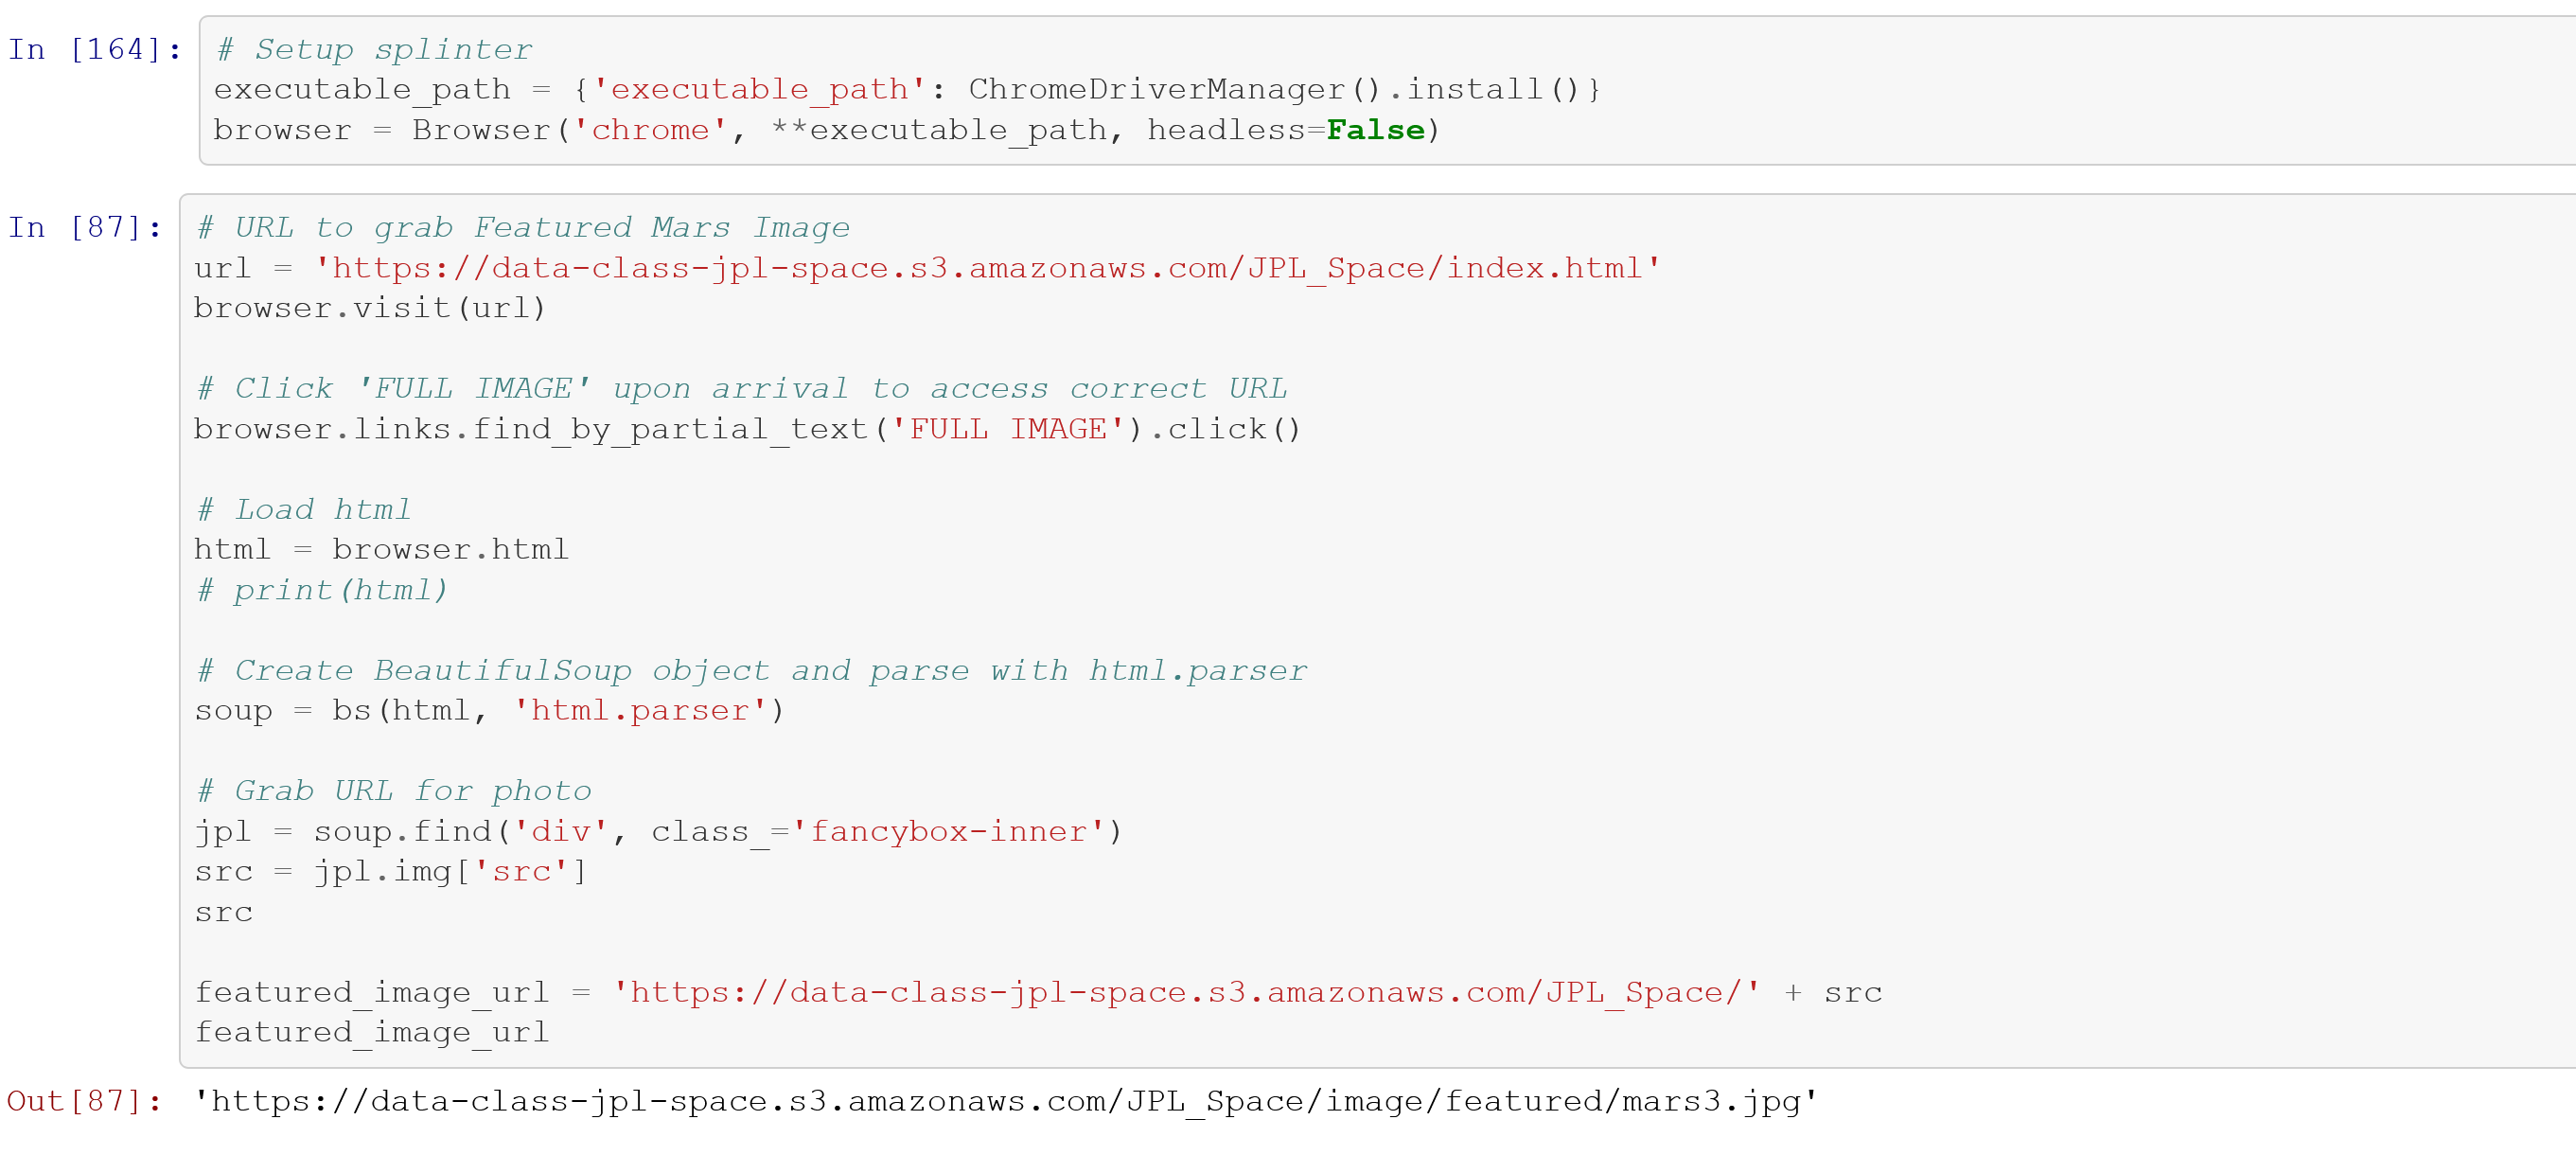 In [164]: # Setup splinter
executable_path = {'executable_path': ChromeDriverManager().install()}
browser = Browser('chrome', **executable_path, headless=False)
In [87]: # URL to grab Featured Mars Image
url = 'https://data-class-jpl-space.s3.amazonaws.com/JPL_Space/index.html'
browser.visit(url)
# Click 'FULL IMAGE' upon arrival to access correct URL
browser.links.find_by_partial_text('FULL IMAGE').click()
# Load html
html = browser.html
# print(html)
# Create BeautifulSoup object and parse with html.parser
soup = bs(html, 'html.parser')
# Grab URL for photo
jpl = soup.find('div', class_='fancybox-inner')
src = jpl.img['src']
src
featured_image_url = 'https://data-class-jpl-space.s3.amazonaws.com/JPL_Space/' + src
featured_image_url
Out[87]: 'https://data-class-jpl-space.s3.amazonaws.com/JPL_Space/image/featured/mars3.jpg'